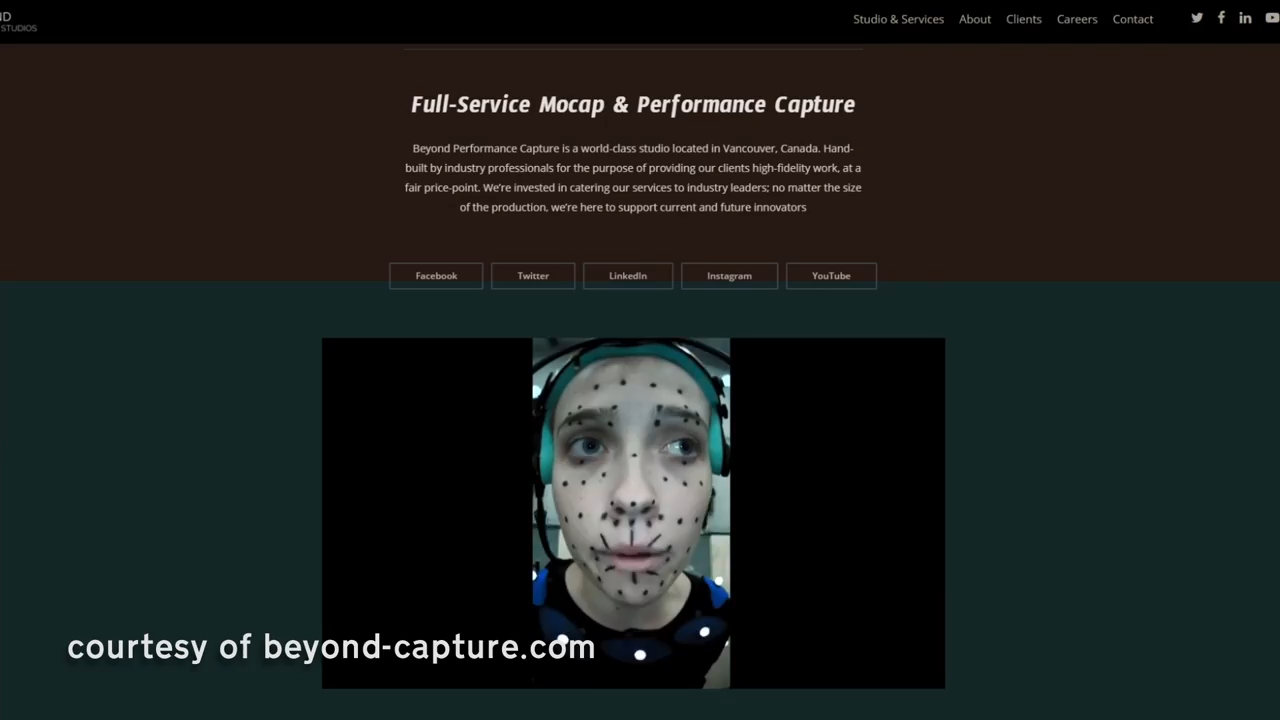 ND
STUDIOS
Studio & Services About Clients Careers Contact
Full-Service Mocap & Performance Capture
Beyond Performance Capture is a world-class studio located in Vancouver, Canada. Hand-
built by industry professionals for the purpose of providing our clients high-fidelity work, at a
fair price-point. We're invested in catering our services to industry leaders; no matter the size
of the production, we're here to support current and future innovators
Facebook Twitter LinkedIn Instagram YouTube
courtesy of beyond-capture.com